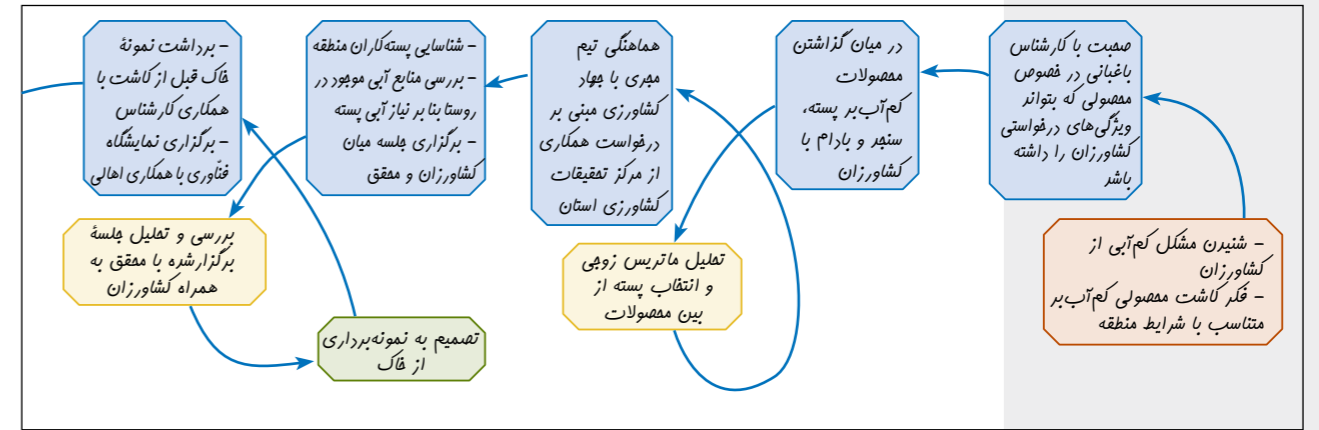 - شنیدن مشکل کم‌آبی از
کشاورزان
- فکر کاشت محصولی کم‌آب‌بر
متناسب با شرایط منطقه
صحبت با کارشناس
باغبانی در خصوص
محصولی که بتواند
ویژگی‌های درخواستی
کشاورزان را داشته
باشد
در میان گذاشتن
محصولات
کم‌آب‌بر پسته،
سنجد و بادام با
کشاورزان
تحلیل ماتریس زوجی
و انتخاب پسته از
بین محصولات
هماهنگی تیم
مجری با جهاد
کشاورزی مبنی بر
درخواست همکاری
از مرکز تحقیقات
کشاورزی استان
- شناسایی پسته‌کاران منطقه
- بررسی منابع آبی موجود در
روستا بنا بر نیاز آبی پسته
- برگزاری جلسه میان
کشاورزان و محقق
بررسی و تحلیل جلسهٔ
برگزارشده با محقق به
همراه کشاورزان
تصمیم به نمونه‌برداری
از خاک
- برداشت نمونهٔ
خاک قبل از کاشت با
همکاری کارشناس
- برگزاری نمایشگاه
فنّاوری با همکاری اهالی